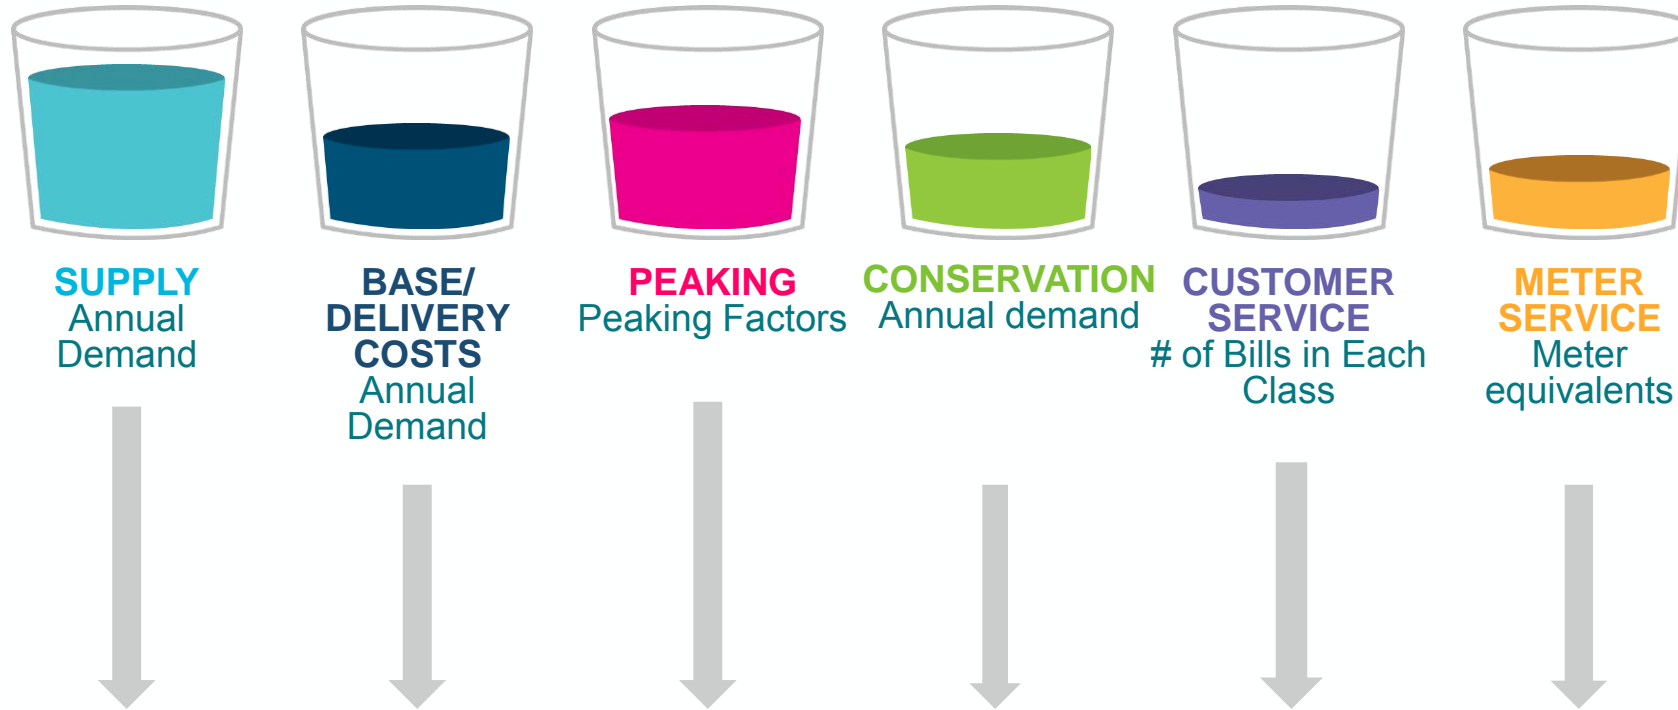 SUPPLY
Annual
Demand
BASE/
DELIVERY
COSTS
Annual
Demand
PEAKING
Peaking Factors
CONSERVATION
Annual demand
CUSTOMER
SERVICE
# of Bills in Each
Class
METER
SERVICE
Meter
equivalents